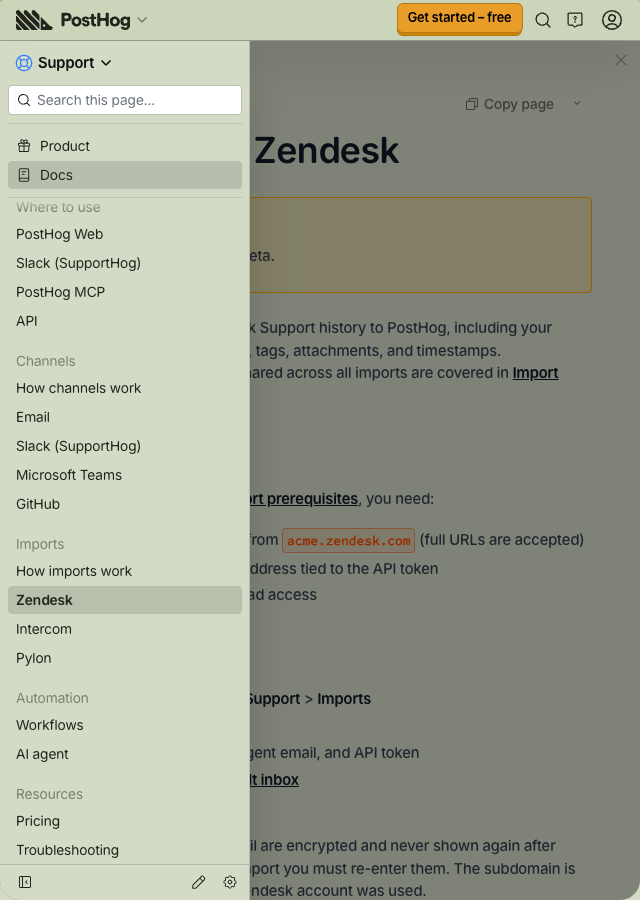 PostHog
Get started – free
Support
Search this page...
Copy page
Product
Docs
Zendesk
Where to use
PostHog Web
Slack (SupportHog)
PostHog MCP
API
Channels
How channels work
Email
Slack (SupportHog)
Microsoft Teams
GitHub
Imports
How imports work
Zendesk
Intercom
Pylon
Automation
Workflows
AI agent
Resources
Pricing
Troubleshooting
eta.
k Support history to PostHog, including your
, tags, attachments, and timestamps.
ared across all imports are covered in Import
ort prerequisites, you need:
from acme.zendesk.com (full URLs are accepted)
ddress tied to the API token
ad access
Support > Imports
gent email, and API token
lt inbox
il are encrypted and never shown again after
port you must re-enter them. The subdomain is
ndesk account was used.